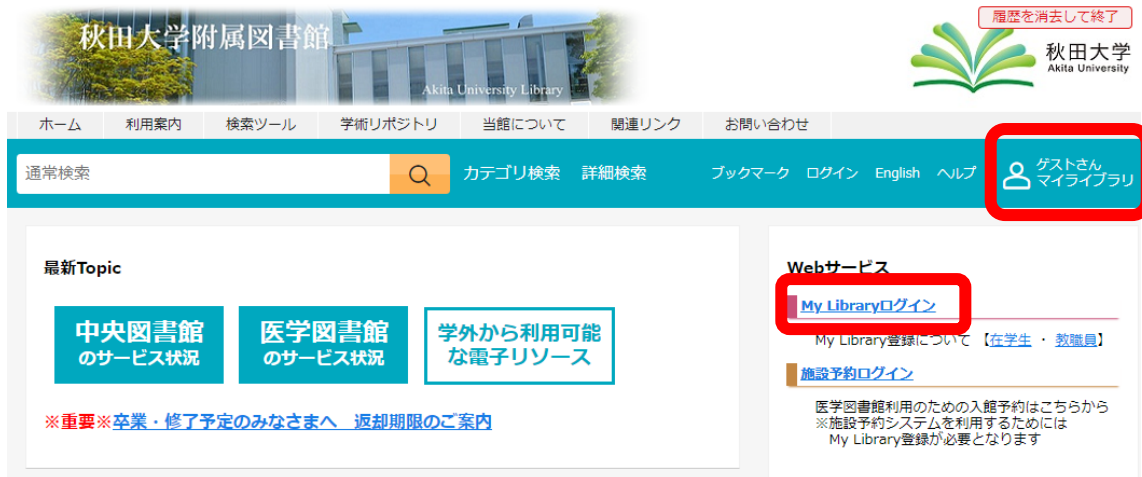 秋田大学附属図書館
Akita University Library
履歴を消去して終了
秋田大学
Akita University
ホーム 利用案内 検索ツール 学術リポジトリ 当館について 関連リンク お問い合わせ
通常検索 カテゴリ検索 詳細検索 ブックマーク ログイン English ヘルプ
ゲストさん
マイライブラリ
最新Topic
中央図書館
のサービス状況
医学図書館
のサービス状況
学外から利用可能
な電子リソース
※重要※卒業・修了予定のみなさまへ 返却期限のご案内
Webサービス
My Libraryログイン
My Library登録について 【在学生 ・ 教職員】
施設予約ログイン
医学図書館利用のための入館予約はこちらから
※施設予約システムを利用するためには
My Library登録が必要となります